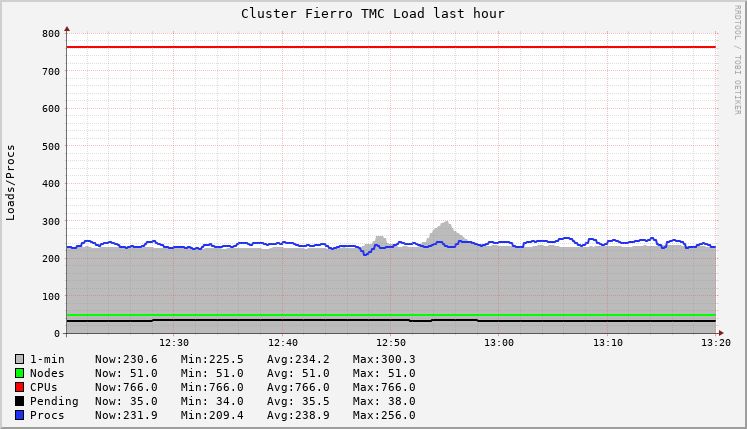 Cluster Fierro TMC Load last hour
RRDTOOL / TOBI OETIKER
Loads/Procs
800
700
600
500
400
300
200
100
0
12:30 12:40 12:50 13:00 13:10 13:20
1-min Now:230.6 Min:225.5 Avg:234.2 Max:300.3
Nodes Now: 51.0 Min: 51.0 Avg: 51.0 Max: 51.0
CPUs Now:766.0 Min:766.0 Avg:766.0 Max:766.0
Pending Now: 35.0 Min: 34.0 Avg: 35.5 Max: 38.0
Procs Now:231.9 Min:209.4 Avg:238.9 Max:256.0